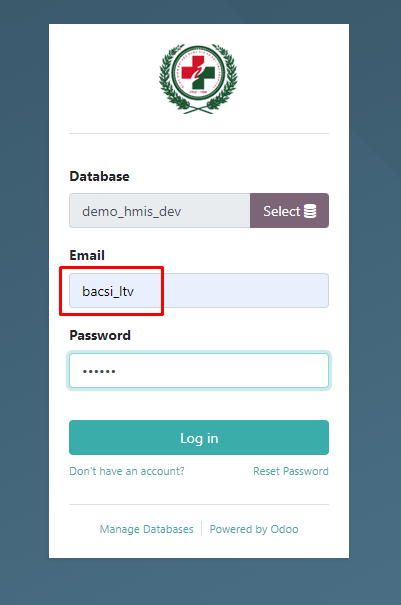 Database
demo_hmis_dev
Select
Email
bacsi_ltv
Password
••••••
Log in
Don't have an account?
Reset Password
Manage Databases
Powered by Odoo